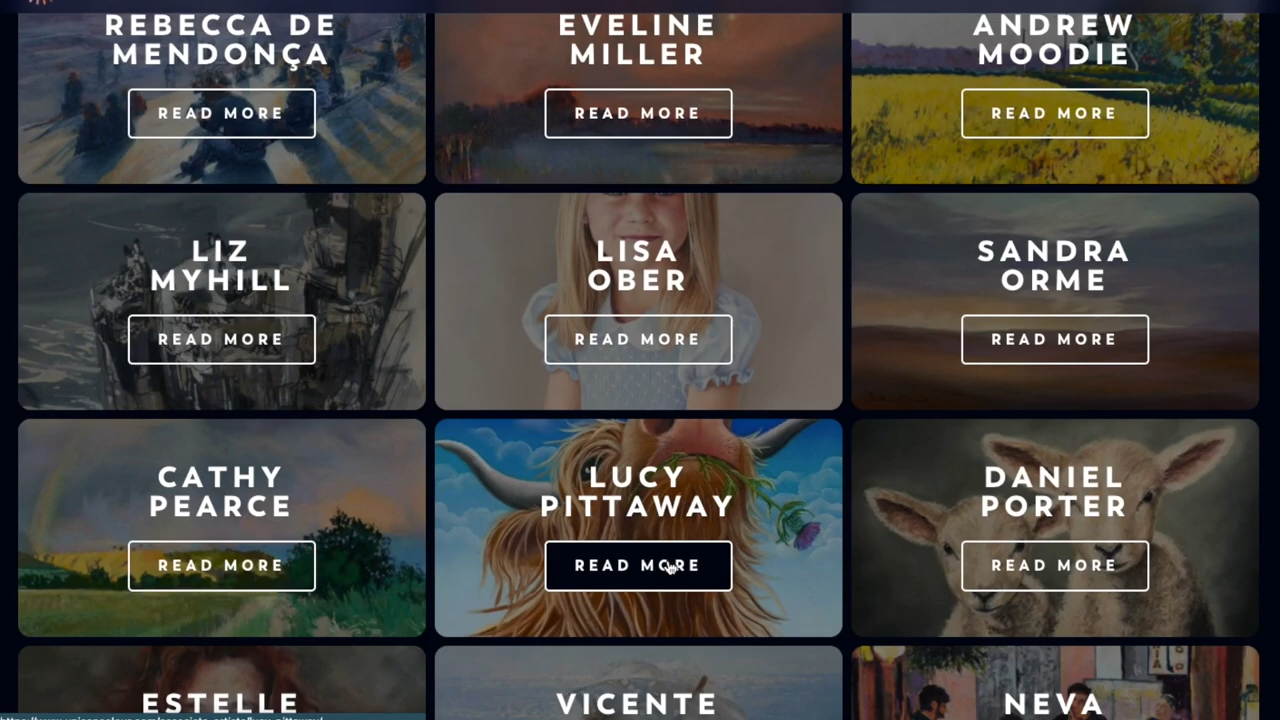 REBECCA DE
MENDONÇA
READ MORE
EVELINE
MILLER
READ MORE
ANDREW
MOODIE
READ MORE
LIZ
MYHILL
READ MORE
LISA
OBER
READ MORE
SANDRA
ORME
READ MORE
CATHY
PEARCE
READ MORE
LUCY
PITTAWAY
READ MORE
DANIEL
PORTER
READ MORE
ESTELLE
VICENTE
NEVA